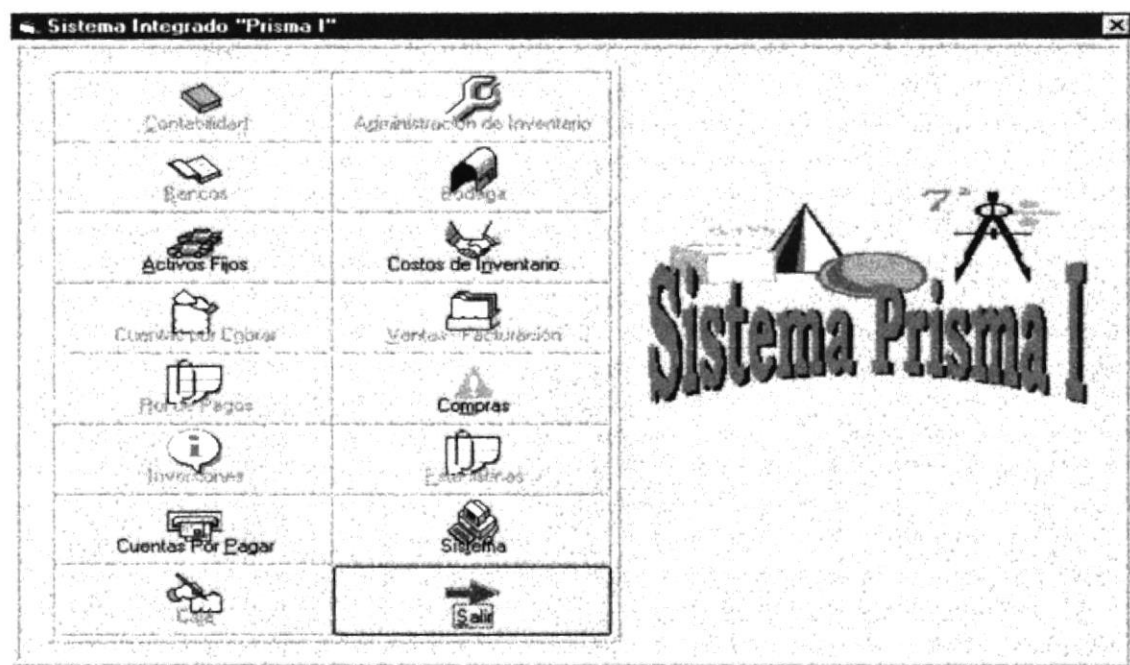 Sistema Integrado "Prisma I"
Contabilidad
Administración de Inventario
Bancos
Bodega
Activos Fijos
Costos de Inventario
Cuentas por Cobrar
Ventas - Facturación
Rol de Pagos
Compras
Inversiones
Estadísticas
Cuentas Por Pagar
Sistema
Caja
Salir
7
Sistema Prisma I